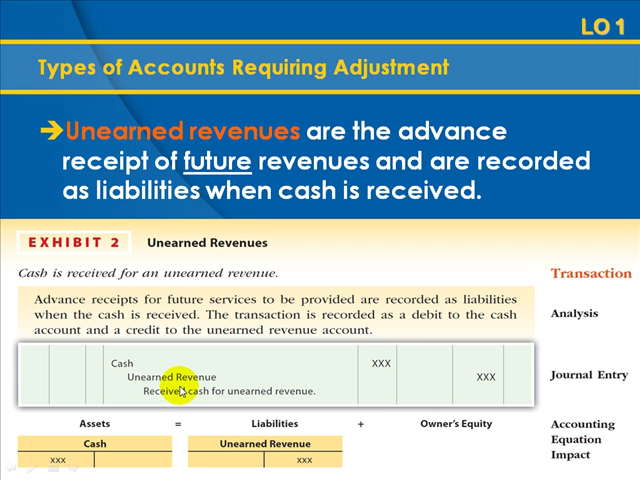 LO 1
Types of Accounts Requiring Adjustment
➔Unearned revenues are the advance
receipt of future revenues and are recorded
as liabilities when cash is received.
EXHIBIT 2 Unearned Revenues
Cash is received for an unearned revenue. Transaction
Advance receipts for future services to be provided are recorded as liabilities
when the cash is received. The transaction is recorded as a debit to the cash
account and a credit to the unearned revenue account.
Analysis
Cash XXX
Unearned Revenue XXX
Received cash for unearned revenue.
Journal Entry
Assets = Liabilities + Owner's Equity
Accounting
Equation
Impact
Cash Unearned Revenue
xxx xxx